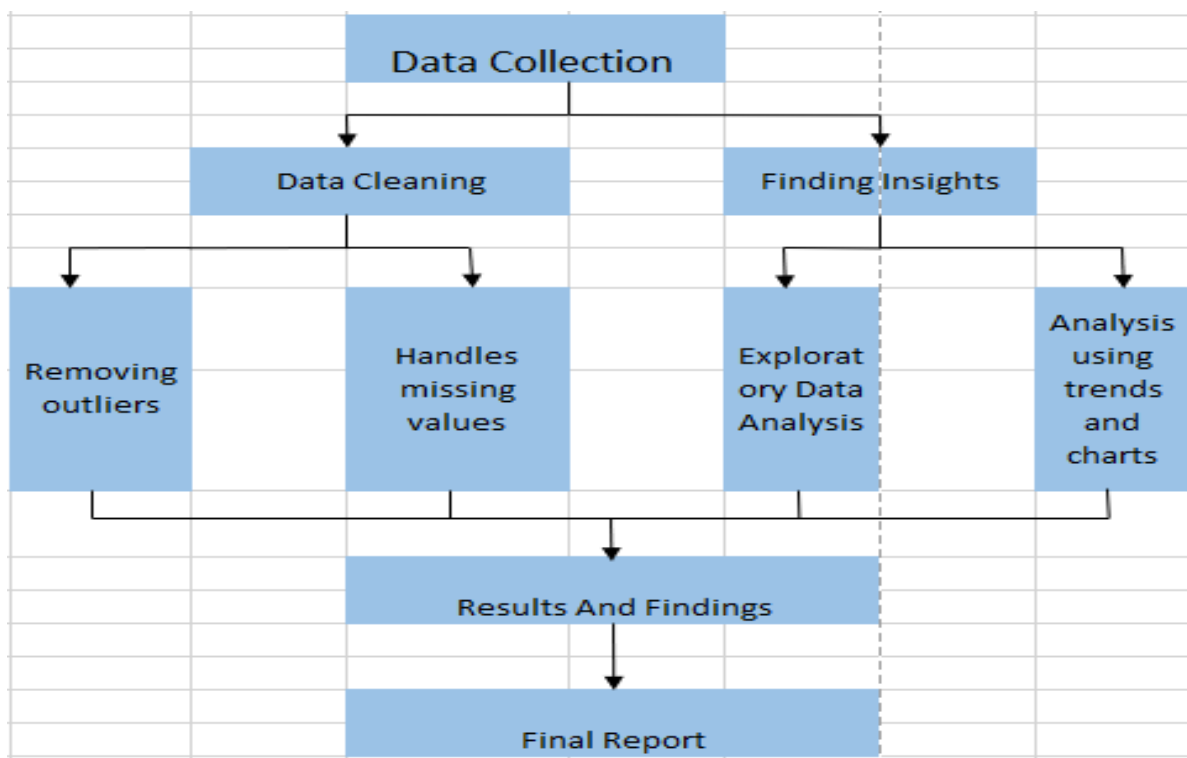 Data Collection
Data Cleaning
Finding Insights
Removing
outliers
Handles
missing
values
Explorat
ory Data
Analysis
Analysis
using
trends
and
charts
Results And Findings
Final Report